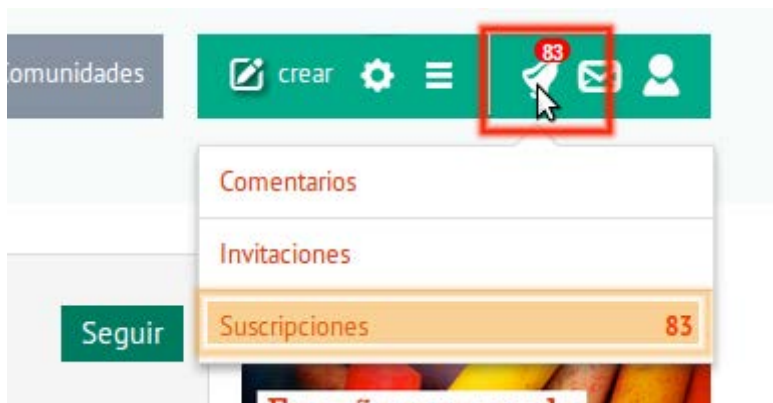 omunidades
crear
83
Comentarios
Invitaciones
Suscripciones 83
Seguir